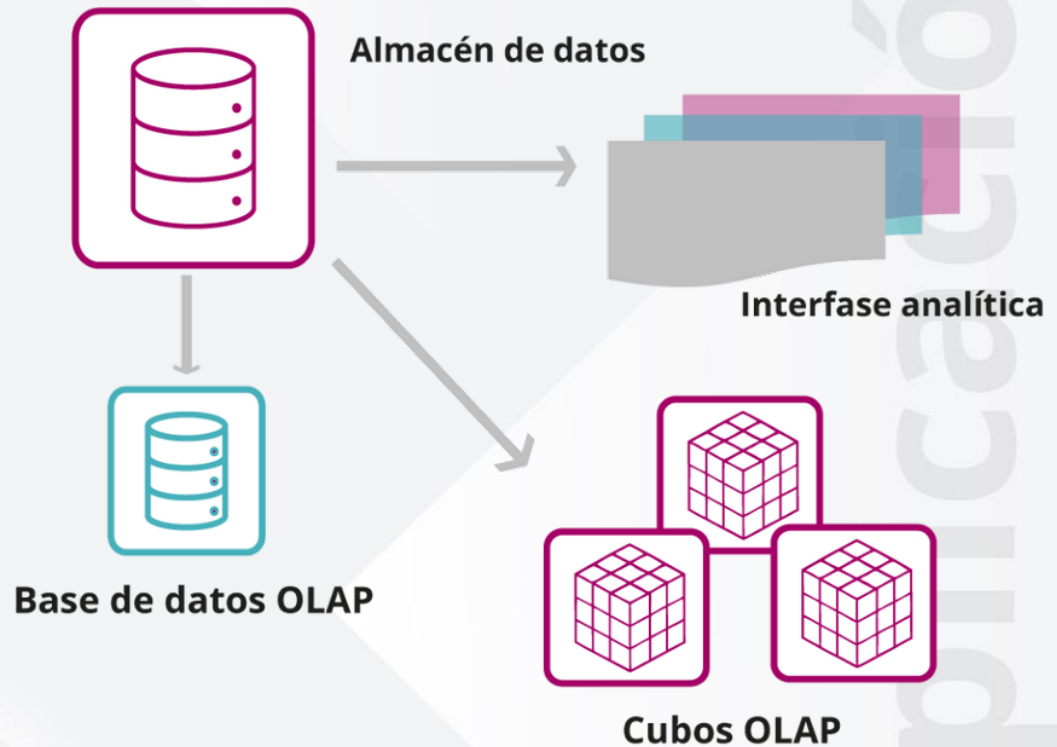 Almacén de datos
Interfase analítica
Base de datos OLAP
Cubos OLAP